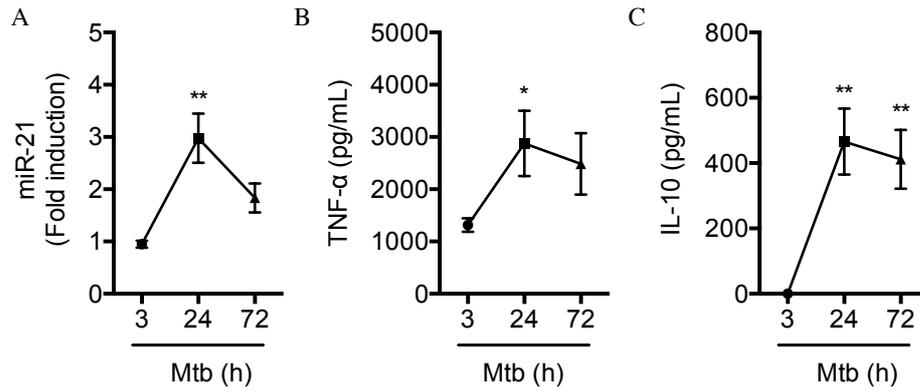 A
miR-21
(Fold induction)
5
4
3
2
1
0
**
3 24 72
Mtb (h)
B
TNF-α (pg/mL)
5000
4000
3000
2000
1000
0
*
3 24 72
Mtb (h)
C
IL-10 (pg/mL)
800
600
400
200
0
**
**
3 24 72
Mtb (h)